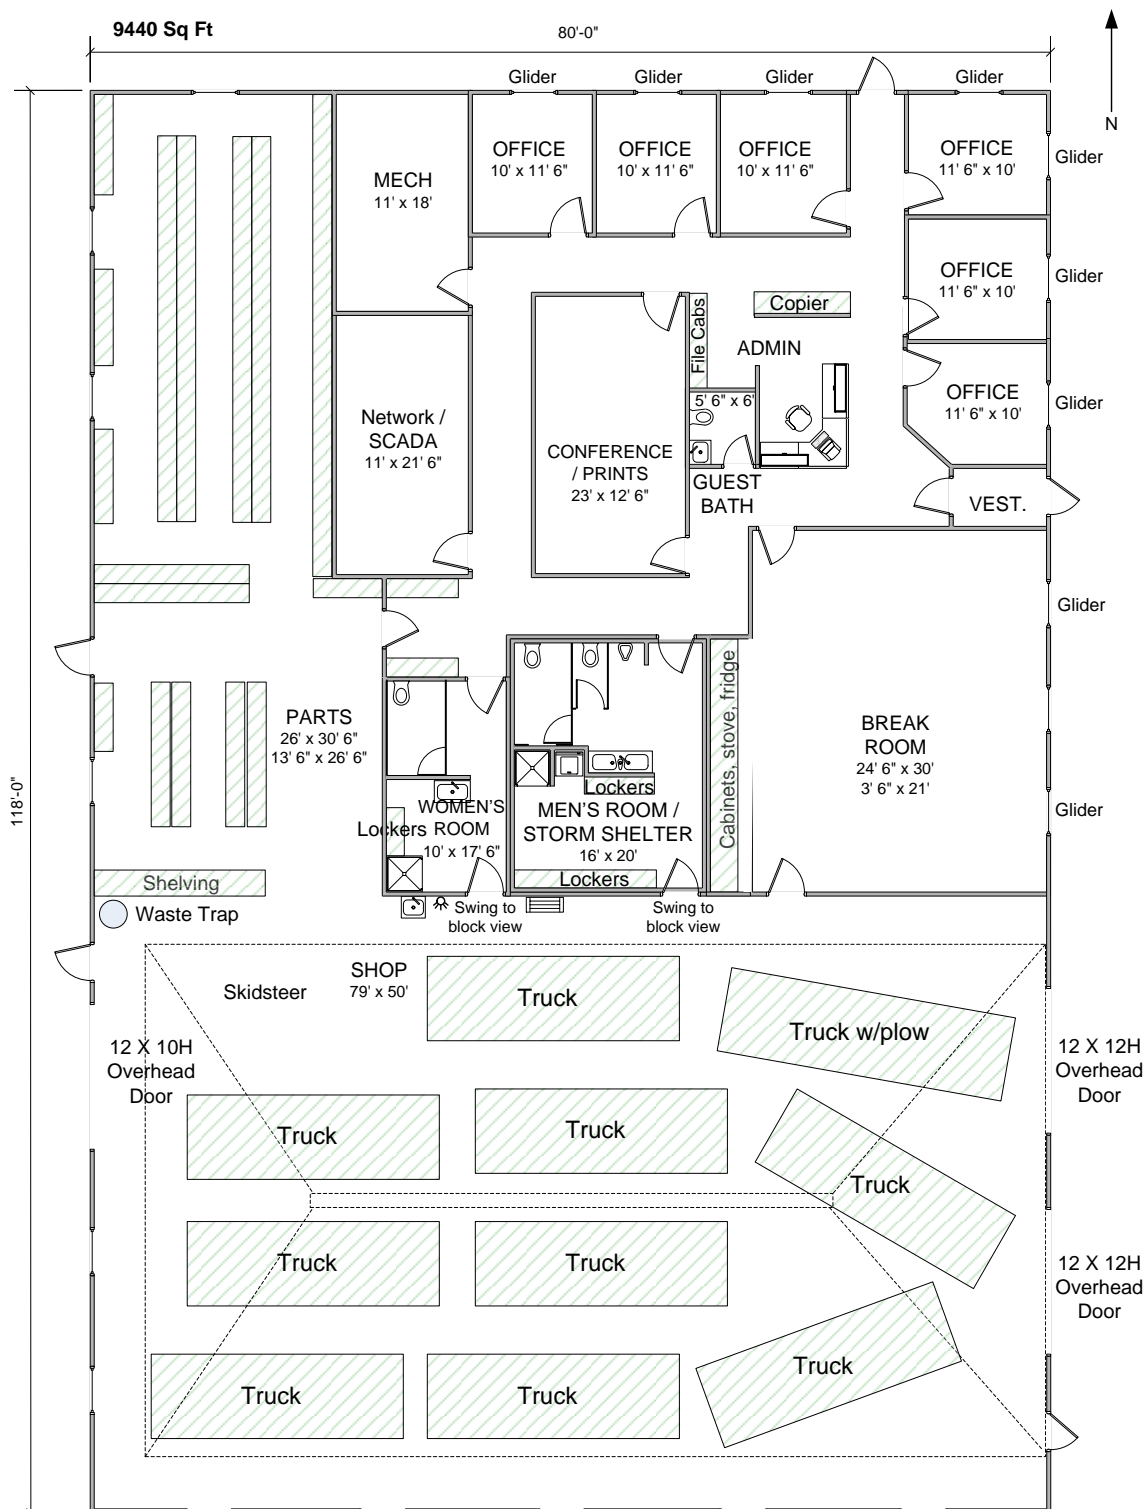 9440 Sq Ft
80'-0"
N
Glider
Glider
Glider
Glider
OFFICE
10' x 11' 6"
OFFICE
10' x 11' 6"
OFFICE
10' x 11' 6"
OFFICE
11' 6" x 10'
Glider
MECH
11' x 18'
OFFICE
11' 6" x 10'
Glider
Copier
File Cabs
ADMIN
OFFICE
11' 6" x 10'
Glider
5' 6" x 6'
Network /
SCADA
11' x 21' 6"
CONFERENCE
/ PRINTS
23' x 12' 6"
GUEST
BATH
VEST.
Glider
PARTS
26' x 30' 6"
13' 6" x 26' 6"
Cabinets, stove, fridge
BREAK
ROOM
24' 6" x 30'
3' 6" x 21'
118'-0"
Lockers
WOMEN'S
ROOM
10' x 17' 6"
Lockers
MEN'S ROOM /
STORM SHELTER
16' x 20'
Lockers
Glider
Shelving
Waste Trap
Swing to
block view
Swing to
block view
SHOP
79' x 50'
Skidsteer
Truck
Truck w/plow
12 X 10H
Overhead
Door
12 X 12H
Overhead
Door
Truck
Truck
Truck
Truck
Truck
12 X 12H
Overhead
Door
Truck
Truck
Truck